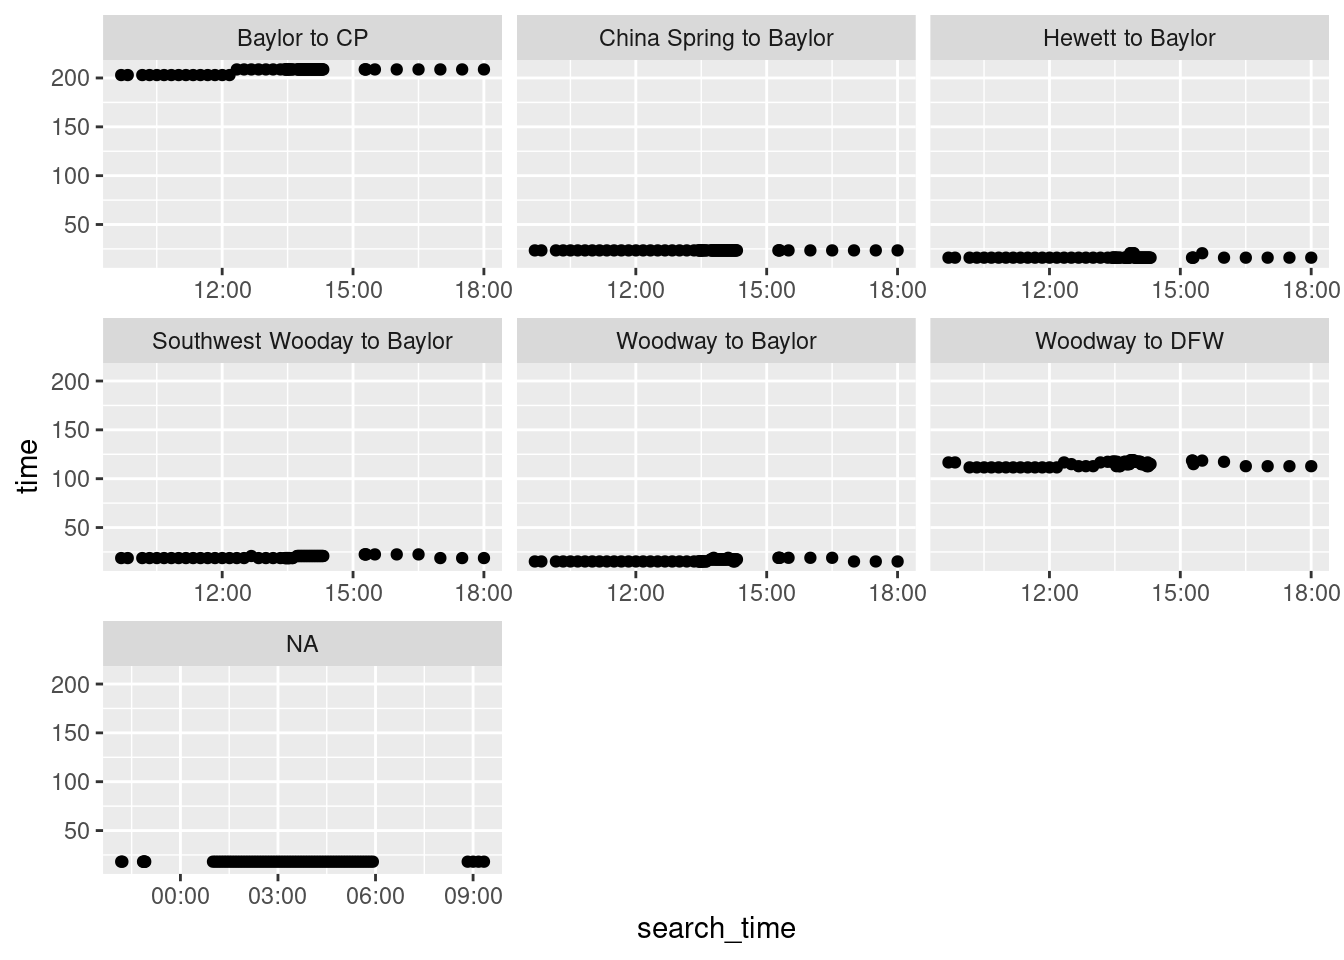 Baylor to CP
China Spring to Baylor
Hewett to Baylor
200
150
100
50
12:00 15:00 18:00
12:00 15:00 18:00
12:00 15:00 18:00
Southwest Wooday to Baylor
Woodway to Baylor
Woodway to DFW
200
150
100
50
12:00 15:00 18:00
12:00 15:00 18:00
12:00 15:00 18:00
time
NA
200
150
100
50
00:00 03:00 06:00 09:00
search_time